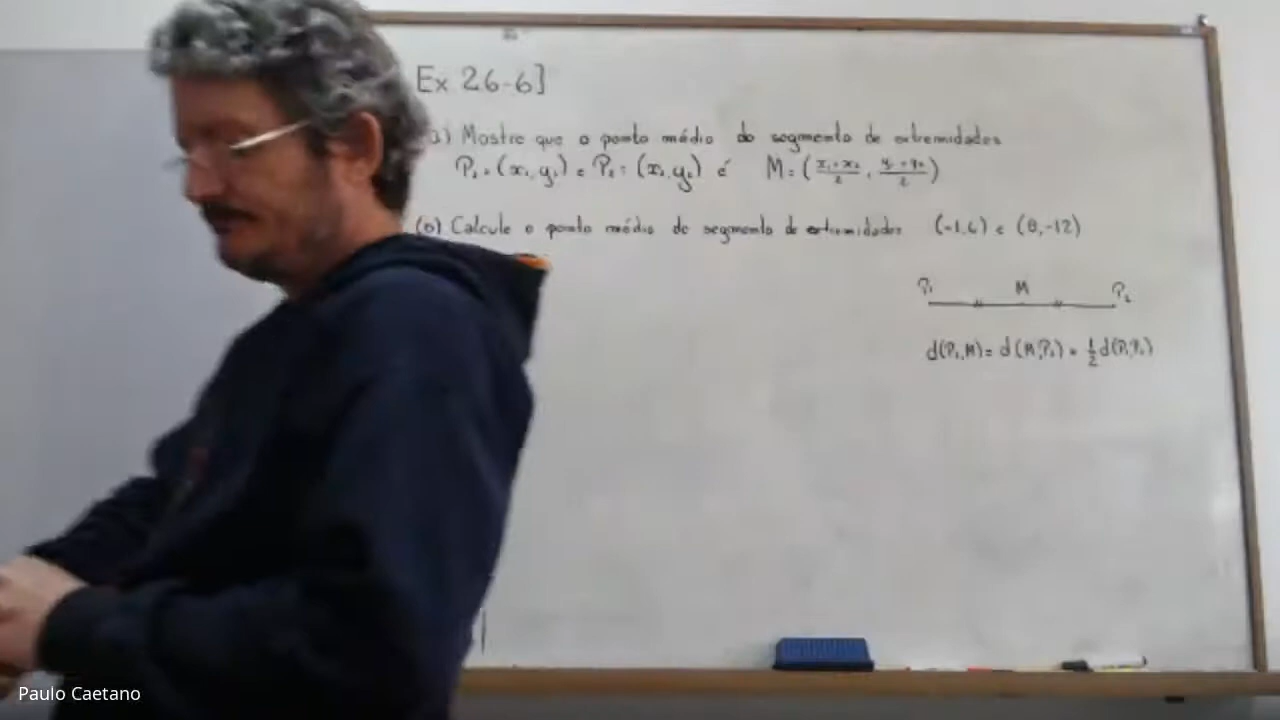 Ex 26-6]
(a) Mostre que o ponto médio do segmento de extremidades
P₁ = (x₁, y₁) e P₂ = (x₂, y₂) é M = ((x₁+x₂)/2, (y₁+y₂)/2)
(b) Calcule o ponto médio do segmento de extremidades (-1,6) e (8,-12)
P₁ M P₂
d(P₁,M) = d(M,P₂) = ½ d(P₁,P₂)
Paulo Caetano